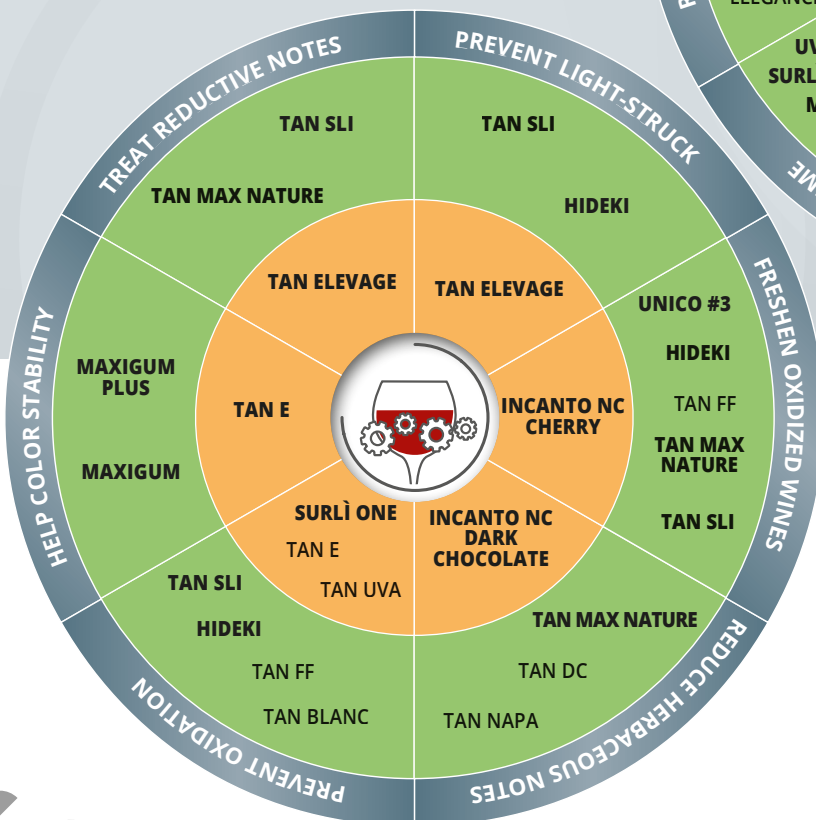 TREAT REDUCTIVE NOTES
TAN SLI
TAN MAX NATURE
TAN ELEVAGE
PREVENT LIGHT-STRUCK
TAN SLI
HIDEKI
TAN ELEVAGE
FRESHEN OXIDIZED WINES
UNICO #3
HIDEKI
TAN FF
TAN MAX
NATURE
TAN SLI
INCANTO NC
CHERRY
REDUCE HERBACEOUS NOTES
INCANTO NC
DARK
CHOCOLATE
TAN MAX NATURE
TAN DC
TAN NAPA
PREVENT OXIDATION
SURLÌ ONE
TAN E
TAN UVA
TAN SLI
HIDEKI
TAN FF
TAN BLANC
HELP COLOR STABILITY
MAXIGUM
PLUS
MAXIGUM
TAN E